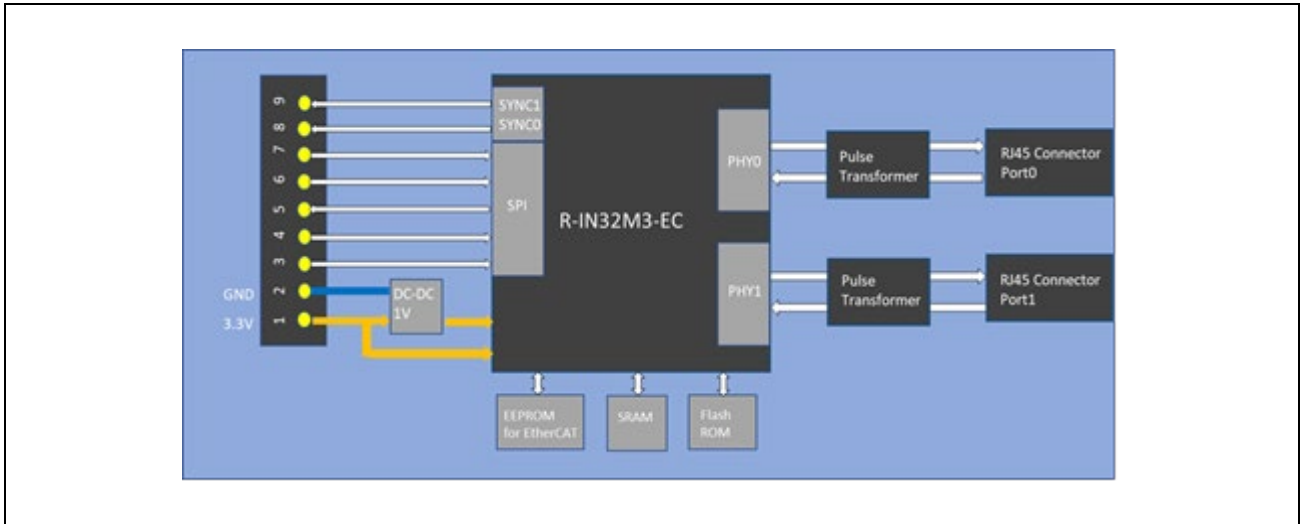 9
8
7
6
5
4
3
2
1
GND
3.3V
DC-DC
1V
SYNC1
SYNC0
SPI
R-IN32M3-EC
PHY0
PHY1
Pulse
Transformer
RJ45 Connector
Port0
Pulse
Transformer
RJ45 Connector
Port1
EEPROM
for EtherCAT
SRAM
Flash
ROM